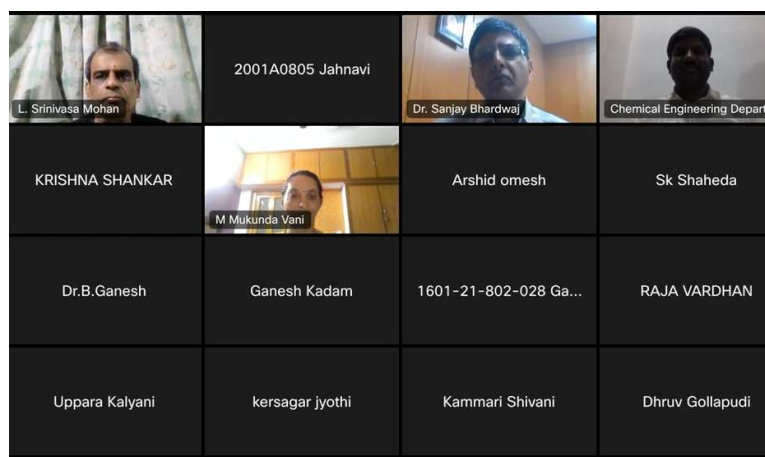 L. Srinivasa Mohan
2001A0805 Jahnavi
Dr. Sanjay Bhardwaj
Chemical Engineering Depart
KRISHNA SHANKAR
M Mukunda Vani
Arshid omesh
Sk Shaheda
Dr.B.Ganesh
Ganesh Kadam
1601-21-802-028 Ga...
RAJA VARDHAN
Uppara Kalyani
kersagar jyothi
Kammari Shivani
Dhruv Gollapudi